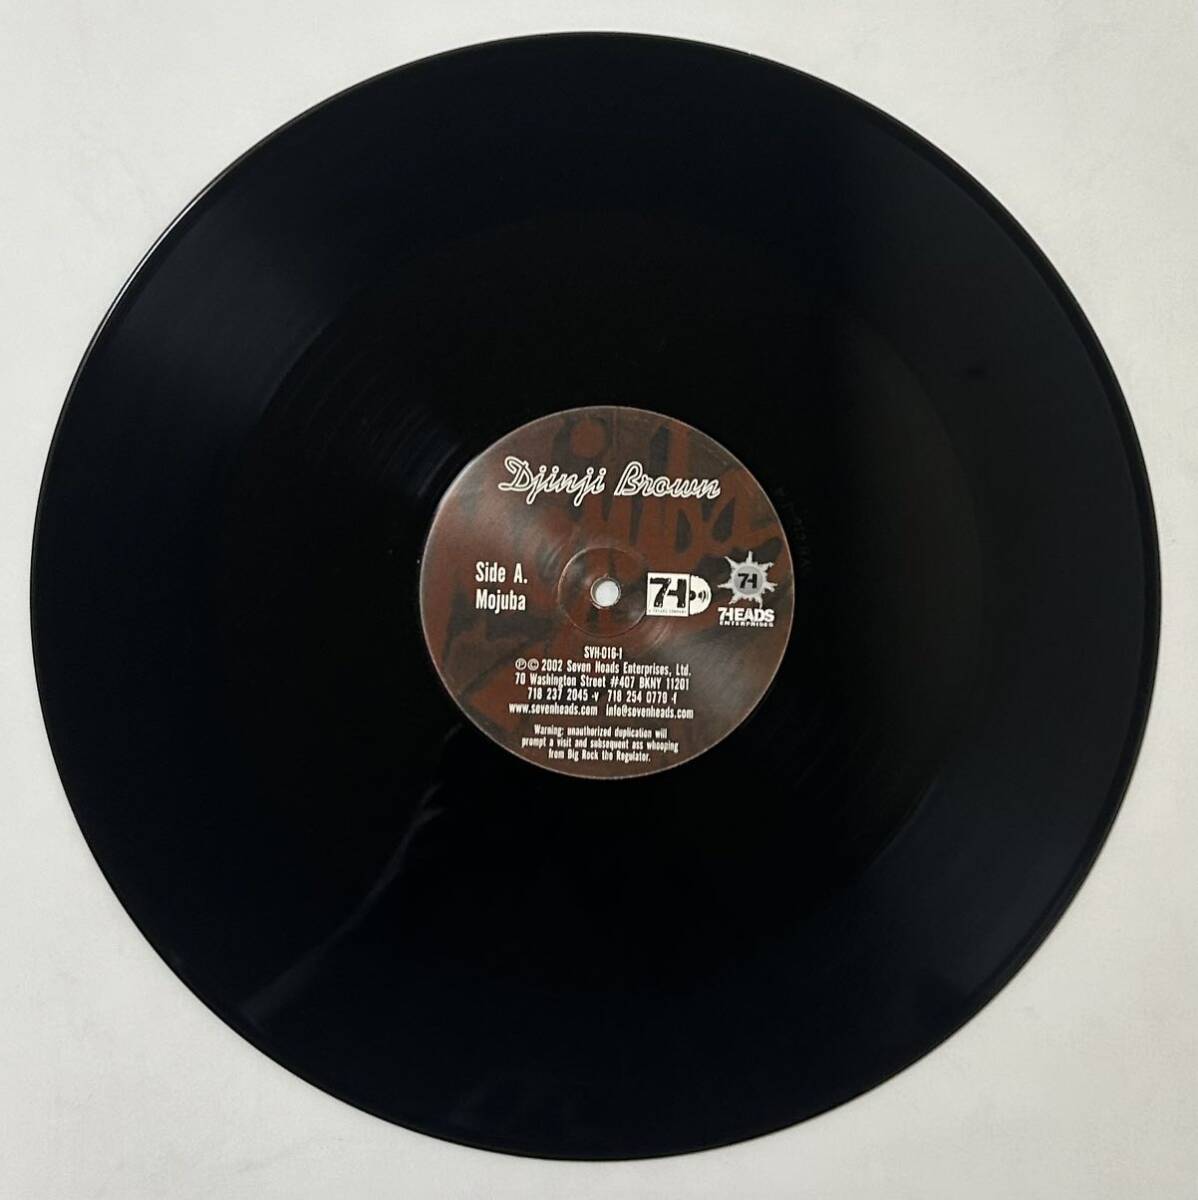 Djinji Brown
Side A.
Mojuba
7H
7H
7HEADS
ENTERPRISES
SVH-016-1
℗© 2002 Seven Heads Enterprises, Ltd.
70 Washington Street #407 BKNY 11201
718 237 2045 -v 718 254 0770 -f
www.sevenheads.com info@sevenheads.com
Warning: unauthorized duplication will
prompt a visit and subsequent ass whooping
from Big Rock the Regulator.